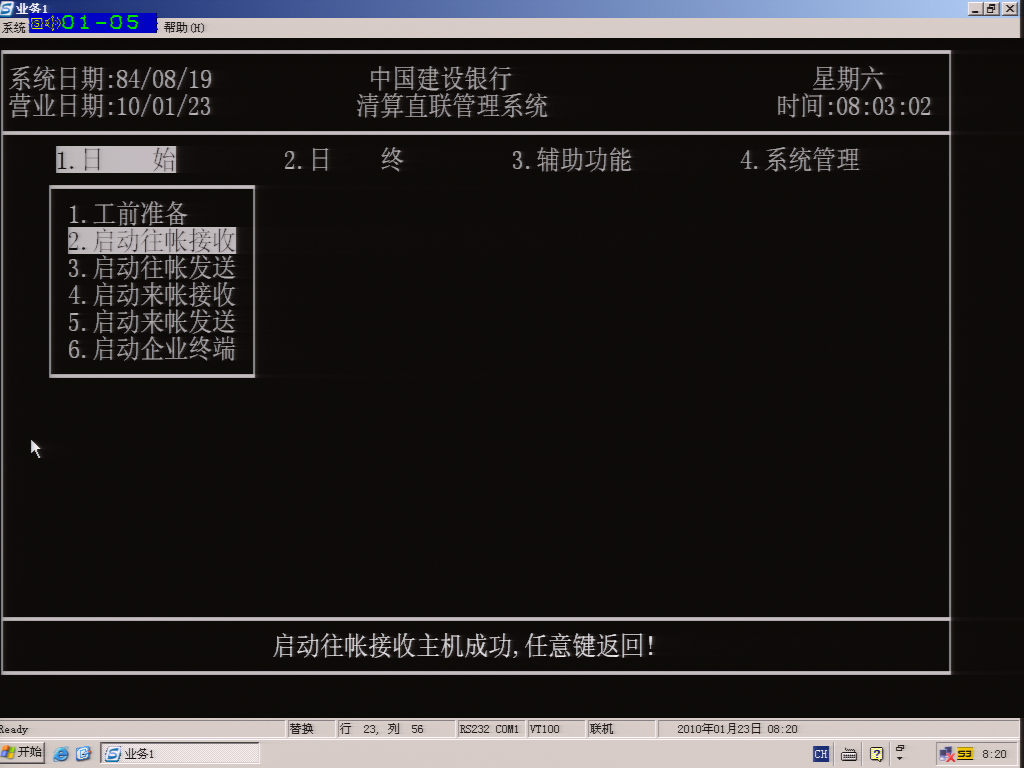 业务1
系统 01-05 帮助(H)
系统日期:84/08/19 中国建设银行 星期六
营业日期:10/01/23 清算直联管理系统 时间:08:03:02
1.日 始 2.日 终 3.辅助功能 4.系统管理
1.工前准备
2.启动往帐接收
3.启动往帐发送
4.启动来帐接收
5.启动来帐发送
6.启动企业终端
启动往帐接收主机成功,任意键返回!
Ready 替换 行 23, 列 56 RS232 COM1 VT100 联机 2010年01月23日 08:20
开始 业务1 CH S3 8:20